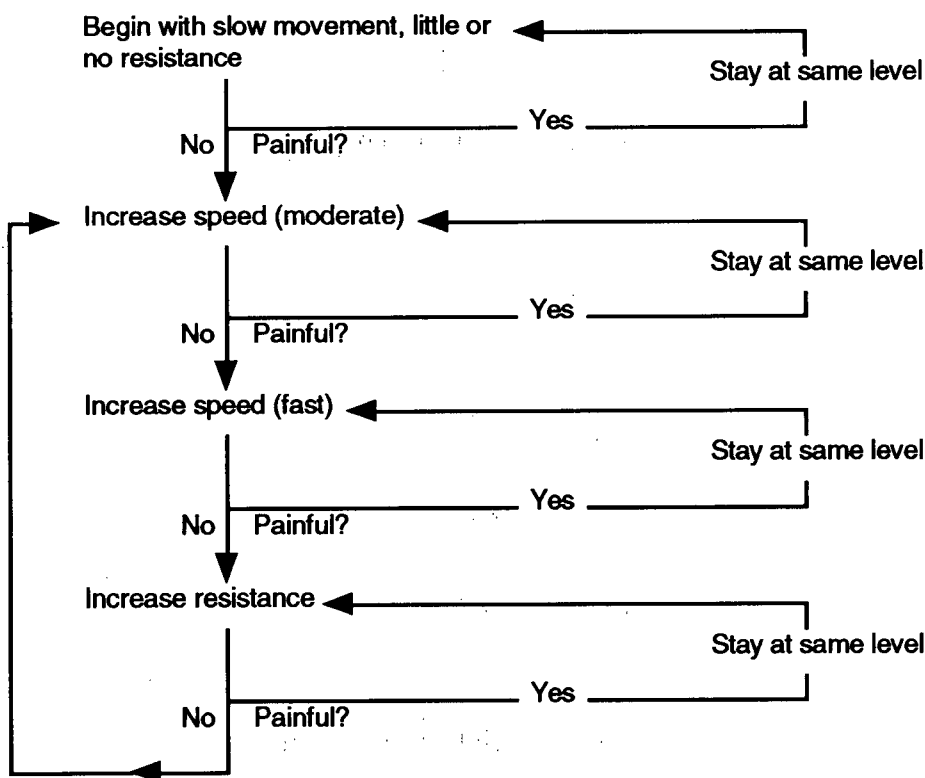 Begin with slow movement, little or
no resistance
Stay at same level
Yes
No Painful?
Increase speed (moderate)
Stay at same level
Yes
No Painful?
Increase speed (fast)
Stay at same level
Yes
No Painful?
Increase resistance
Stay at same level
Yes
No Painful?